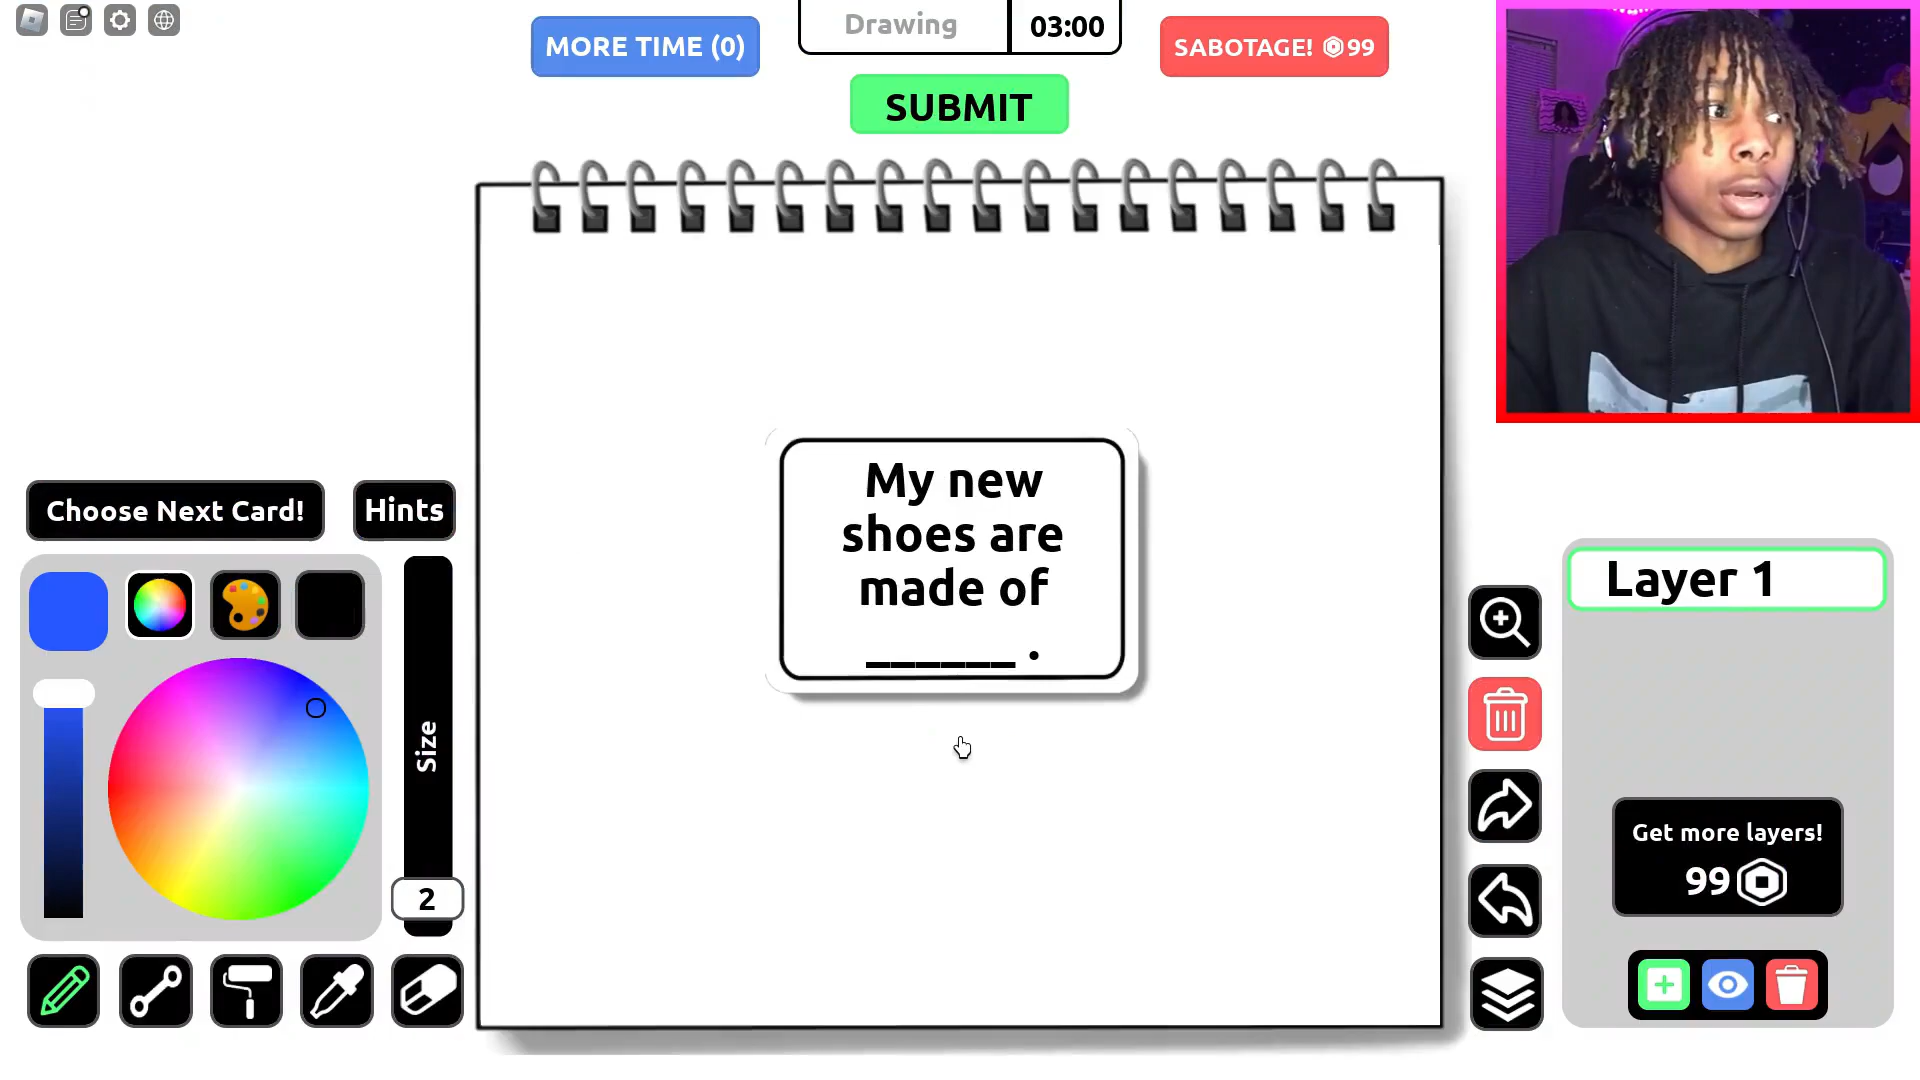 MORE TIME (0)
Drawing
03:00
SABOTAGE! 99
SUBMIT
My new
shoes are
made of
______ .
Choose Next Card!
Hints
Size
2
Layer 1
Get more layers!
99